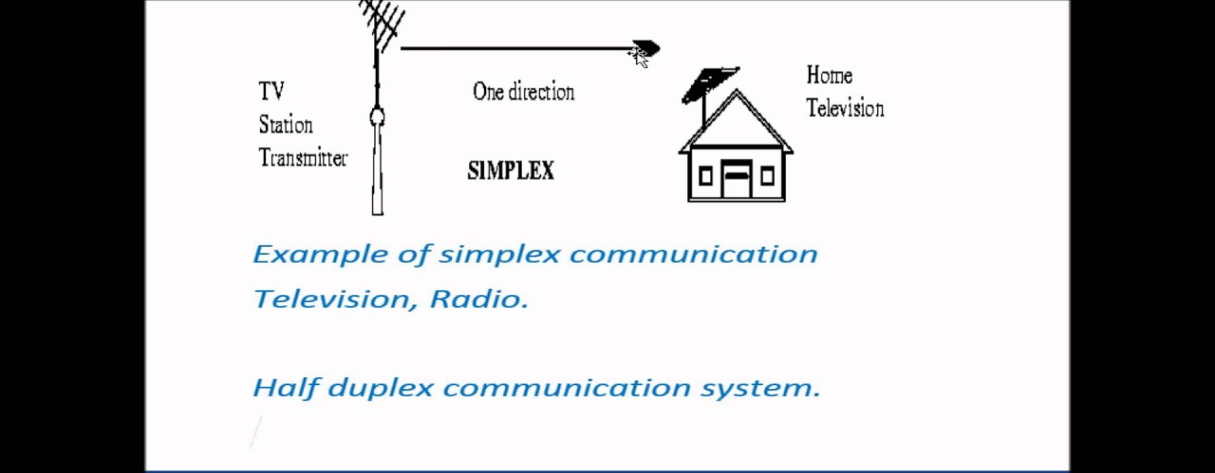 TV
Station
Transmitter
One direction
SIMPLEX
Home
Television
Example of simplex communication
Television, Radio.
Half duplex communication system.